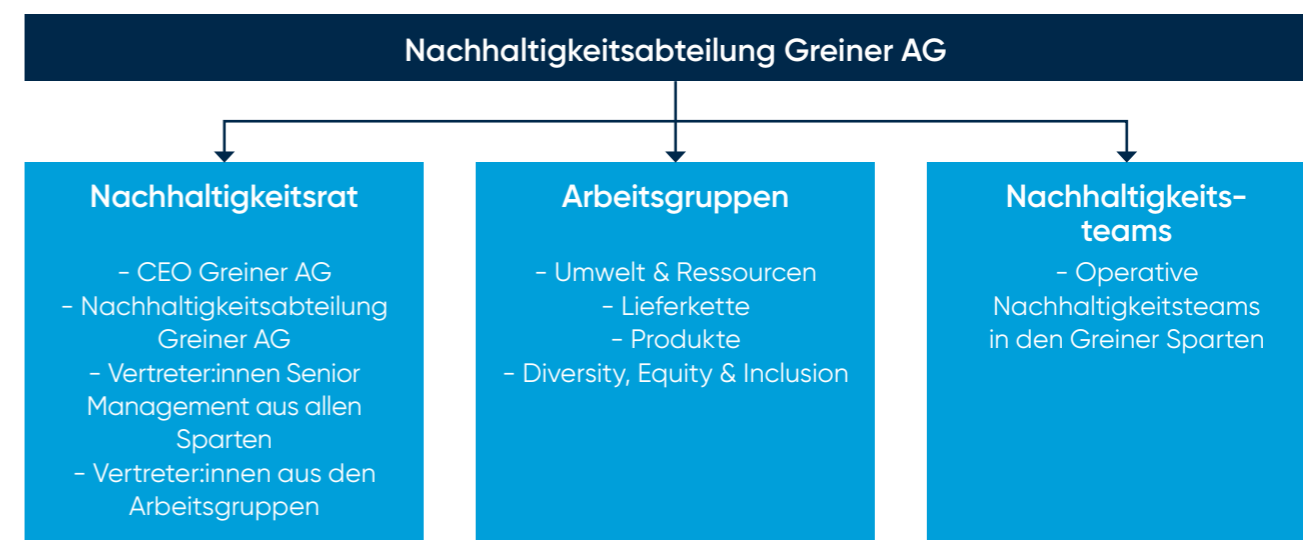 Nachhaltigkeitsabteilung Greiner AG
Nachhaltigkeitsrat
- CEO Greiner AG
- Nachhaltigkeitsabteilung
Greiner AG
- Vertreter:innen Senior
Management aus allen
Sparten
- Vertreter:innen aus den
Arbeitsgruppen
Arbeitsgruppen
- Umwelt & Ressourcen
- Lieferkette
- Produkte
- Diversity, Equity & Inclusion
Nachhaltigkeits-
teams
- Operative
Nachhaltigkeitsteams
in den Greiner Sparten